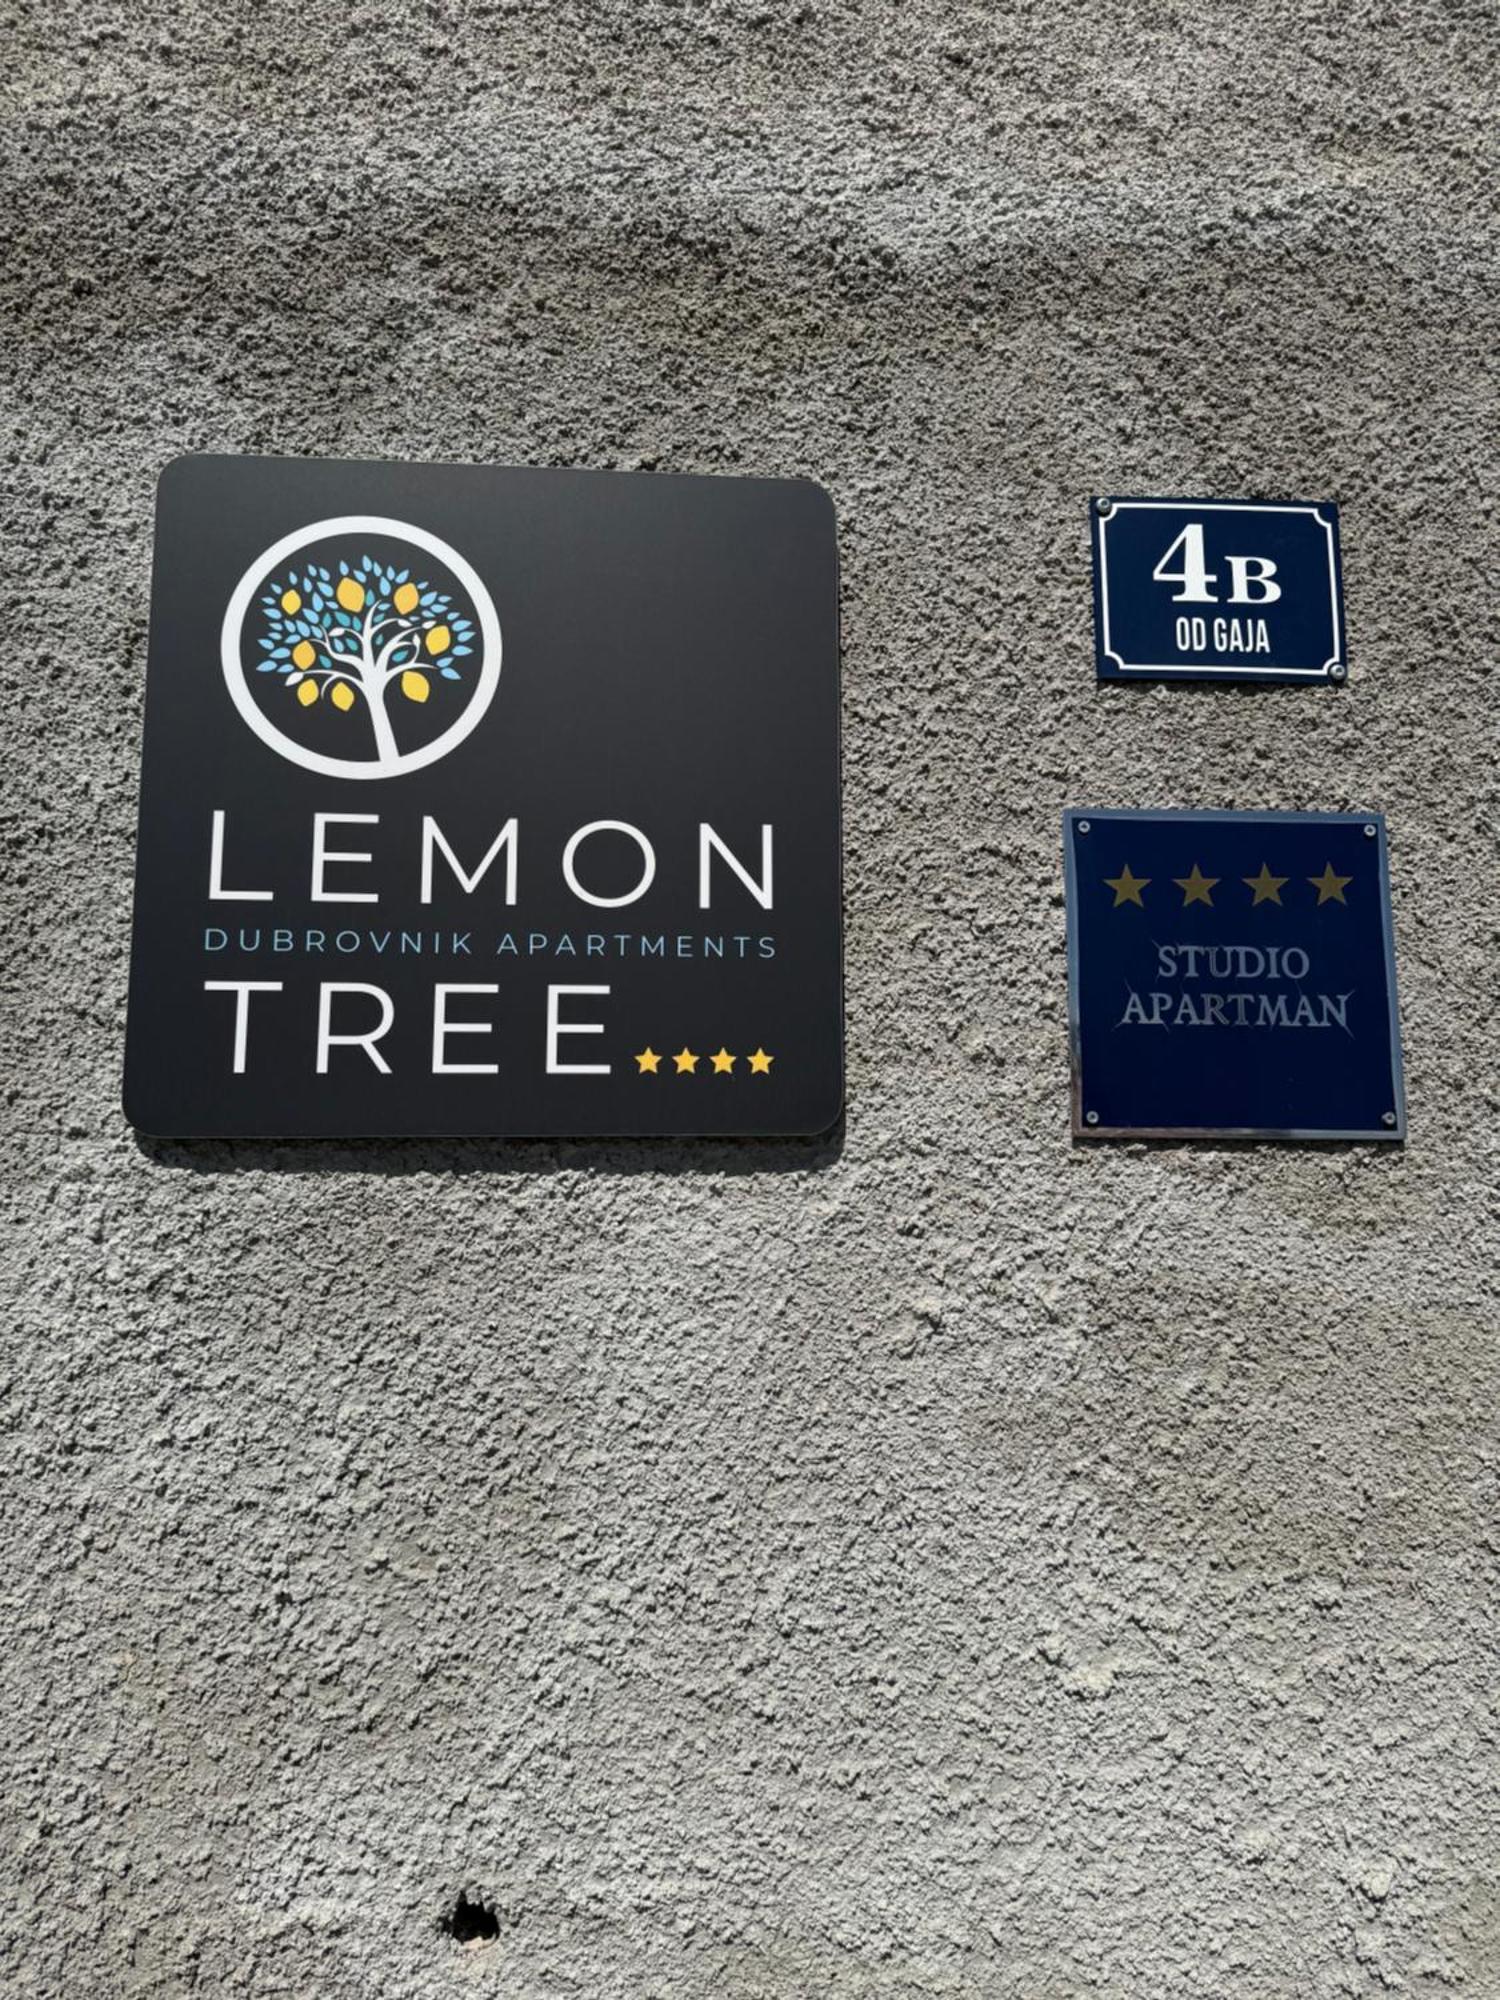 LEMON
DUBROVNIK APARTMENTS
TREE
4B
OD GAJA
STUDIO
APARTMAN